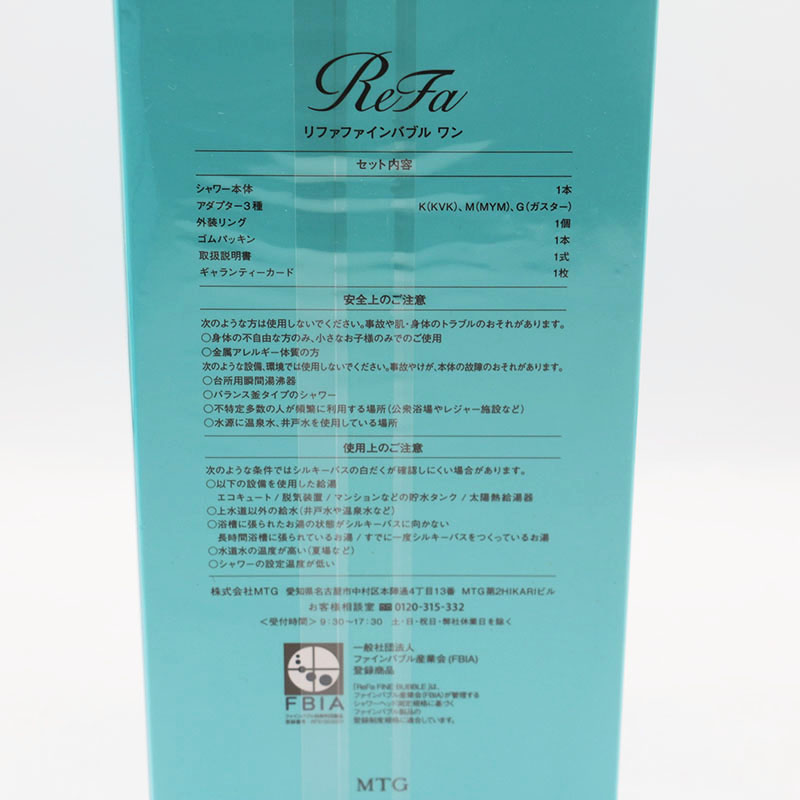 ReFa
リファファインバブル ワン
セット内容
シャワー本体 1本
アダプター3種 K(KVK)、M(MYM)、G(ガスター)
外装リング 1個
ゴムパッキン 1本
取扱説明書 1式
ギャランティーカード 1枚
安全上のご注意
次のような方は使用しないでください。事故や肌・身体のトラブルのおそれがあります。
○身体の不自由な方のみ、小さなお子様のみでのご使用
○金属アレルギー体質の方
次のような設備、環境では使用しないでください。事故やけが、本体の故障のおそれがあります。
○台所用瞬間湯沸器
○バランス釜タイプのシャワー
○不特定多数の人が頻繁に利用する場所(公衆浴場やレジャー施設など)
○水源に温泉水、井戸水を使用している場所
使用上のご注意
次のような条件ではシルキーバスの白だくが確認しにくい場合があります。
○以下の設備を使用した給湯
エコキュート / 脱気装置 / マンションなどの貯水タンク / 太陽熱給湯器
○上水道以外の給水(井戸水や温泉水など)
○浴槽に張られたお湯の状態がシルキーバスに向かない
長時間浴槽に張られているお湯 / すでに一度シルキーバスをつくっているお湯
○水道水の温度が高い(夏場など)
○シャワーの設定温度が低い
株式会社MTG 愛知県名古屋市中村区本陣通4丁目13番 MTG第2HIKARIビル
お客様相談室 0120-315-332
<受付時間> 9:30~17:30 土・日・祝日・弊社休業日を除く
一般社団法人
ファインバブル産業会(FBIA)
登録商品
FBIA
「ReFa FINE BUBBLE」は、
ファインバブル産業会(FBIA)が管理する
シャワーヘッド測定規格に基づく
ファインバブル製品の
登録制度規格に適合しています。
MTG